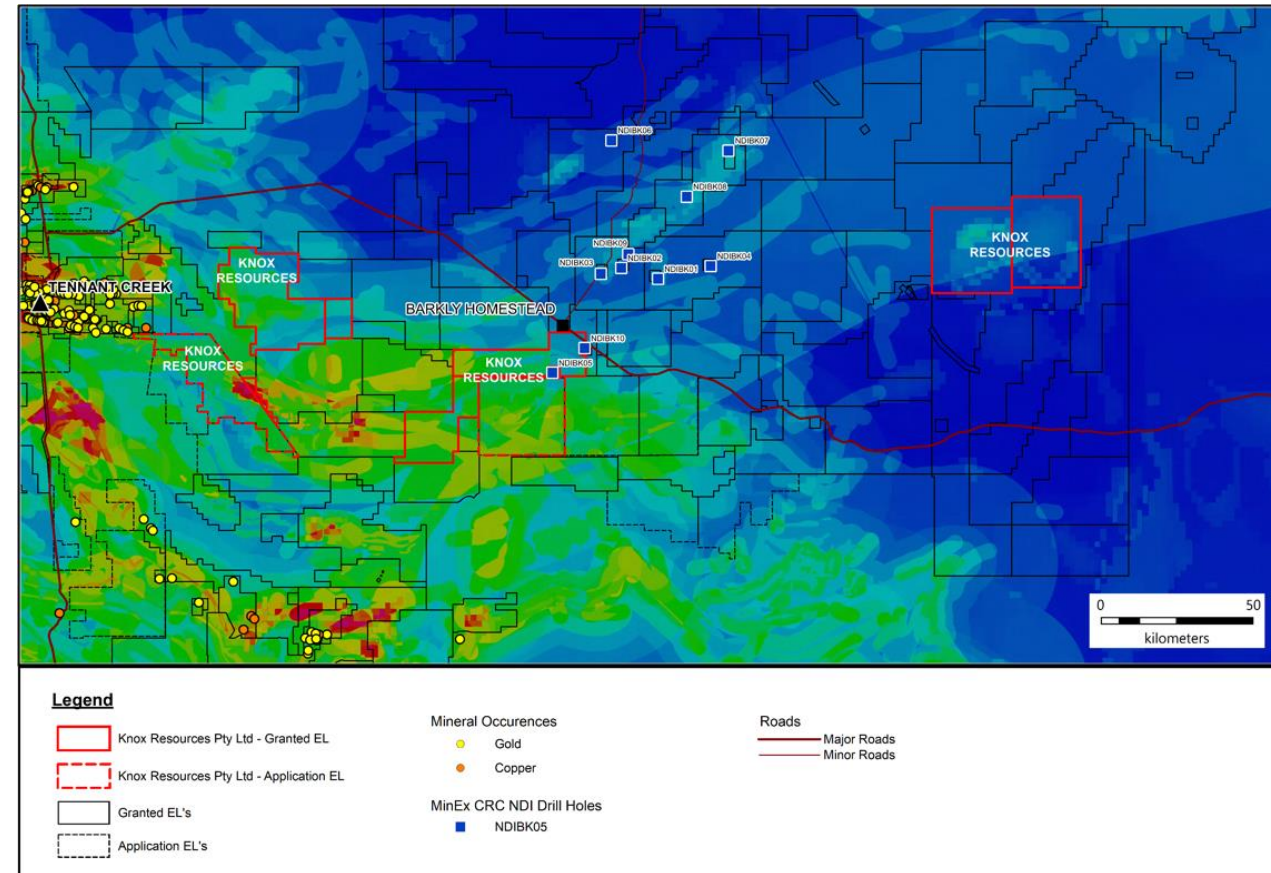 NDIBK06
NDIBK07
NDIBK08
KNOX
RESOURCES
NDIBK09
NDIBK02
NDIBK04
NDIBK03
NDIBK01
KNOX
RESOURCES
TENNANT CREEK
BARKLY HOMESTEAD
NDIBK10
KNOX
RESOURCES
KNOX
RESOURCES
NDIBK05
0 50
kilometers
Legend
Knox Resources Pty Ltd - Granted EL
Knox Resources Pty Ltd - Application EL
Granted EL's
Application EL's
Mineral Occurences
Gold
Copper
MinEx CRC NDI Drill Holes
NDIBK05
Roads
Major Roads
Minor Roads